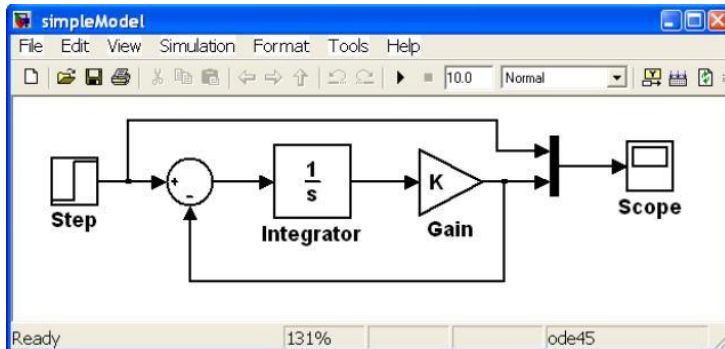 simpleModel
File Edit View Simulation Format Tools Help
10.0 Normal
+
-
1
s
K
Step
Integrator
Gain
Scope
Ready 131% ode45